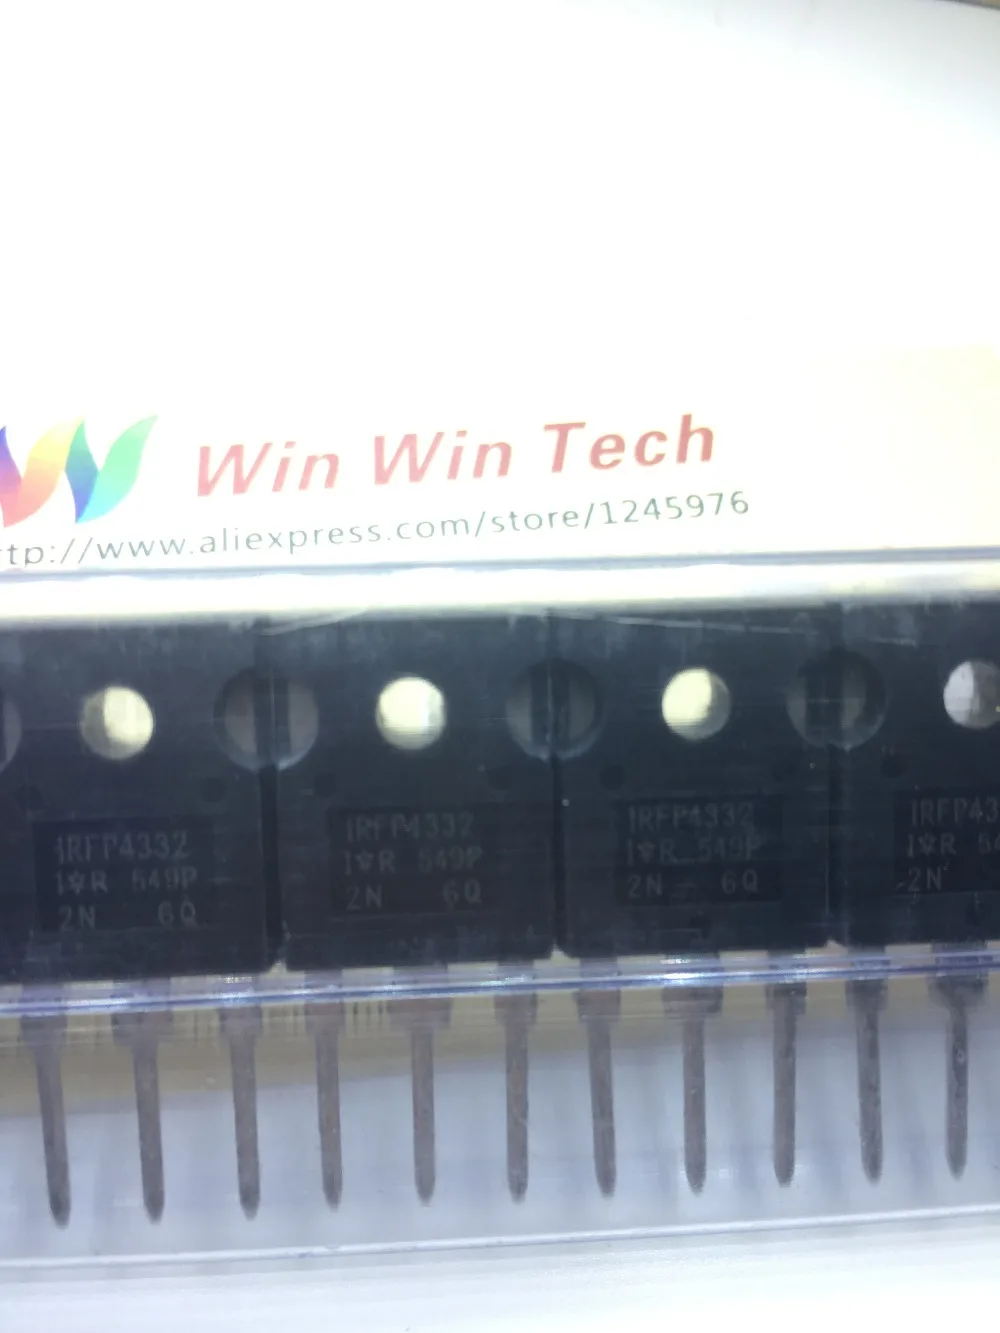 Win Win Tech
tp://www.aliexpress.com/store/1245976
IRFP4332
IR 549P
2N 6Q
IRFP4332
IR 549P
2N 6Q
IRFP4332
IR 549P
2N 6Q
IRFP43
IR 5
2N